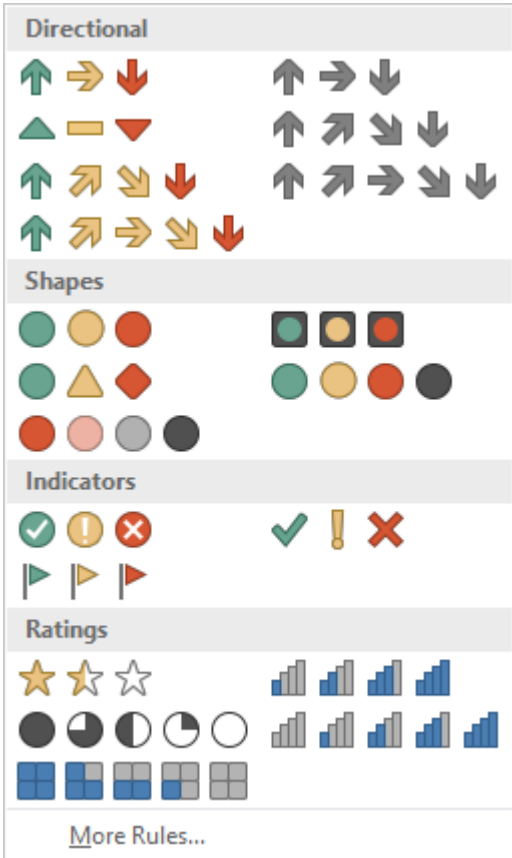 Directional
Shapes
Indicators
Ratings
More Rules...